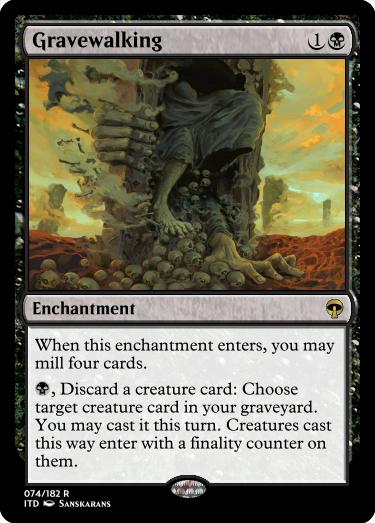 Gravewalking 1
Enchantment
When this enchantment enters, you may
mill four cards.
, Discard a creature card: Choose
target creature card in your graveyard.
You may cast it this turn. Creatures cast
this way enter with a finality counter on
them.
074/182 R
ITD Sanskarans